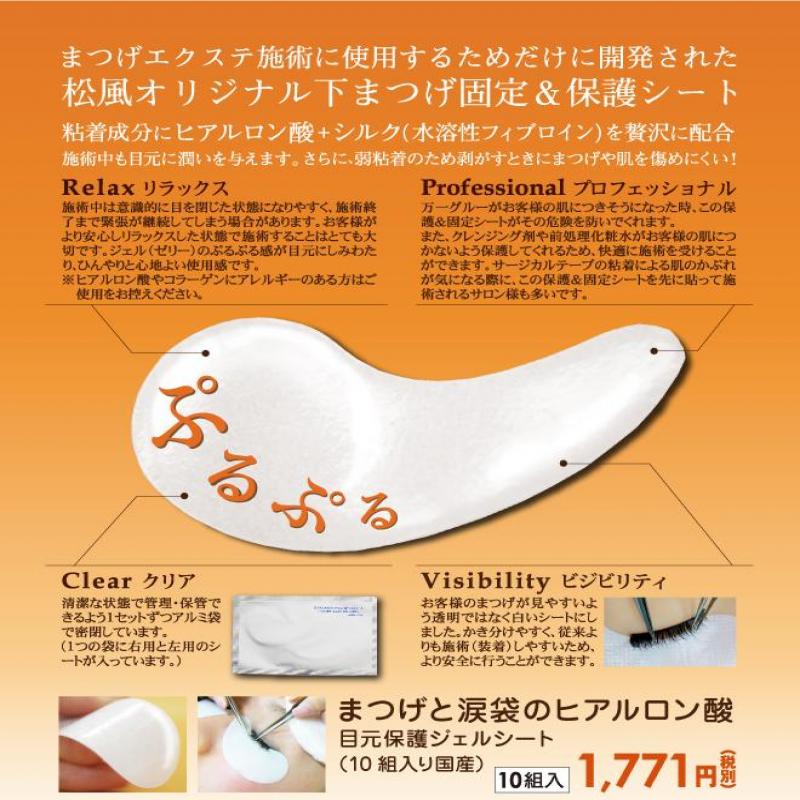 まつげエクステ施術に使用するためだけに開発された
松風オリジナル下まつげ固定＆保護シート
粘着成分にヒアルロン酸+シルク(水溶性フィブロイン)を贅沢に配合
施術中も目元に潤いを与えます。さらに、弱粘着のため剥がすときにまつげや肌を傷めにくい！
Relax リラックス
施術中は意識的に目を閉じた状態になりやすく、施術終
了まで緊張が継続してしまう場合があります。お客様が
より安心しリラックスした状態で施術することはとても大
切です。ジェル(ゼリー)のぷるぷる感が目元にしみわた
り、ひんやりと心地よい使用感です。
※ヒアルロン酸やコラーゲンにアレルギーのある方はご
使用をお控えください。
Professional プロフェッショナル
万一グルーがお客様の肌につきそうになった時、この保
護＆固定シートがその危険を防いでくれます。
また、クレンジング剤や前処理化粧水がお客様の肌につ
かないよう保護してくれるため、快適に施術を受けること
ができます。サージカルテープの粘着による肌のかぶれ
が気になる際に、この保護＆固定シートを先に貼って施
術されるサロン様も多いです。
ぷるぷる
Clear クリア
清潔な状態で管理・保管で
きるよう1セットずつアルミ袋
で密閉しています。
(1つの袋に右用と左用のシ
ートが入っています。)
Visibility ビジビリティ
お客様のまつげが見やすいよ
う透明ではなく白いシートにし
ました。かき分けやすく、従来よ
りも施術(装着)しやすいため、
より安全に行うことができます。
まつげと涙袋のヒアルロン酸
目元保護ジェルシート
(10組入り国産)
10組入 1,771円(税別)